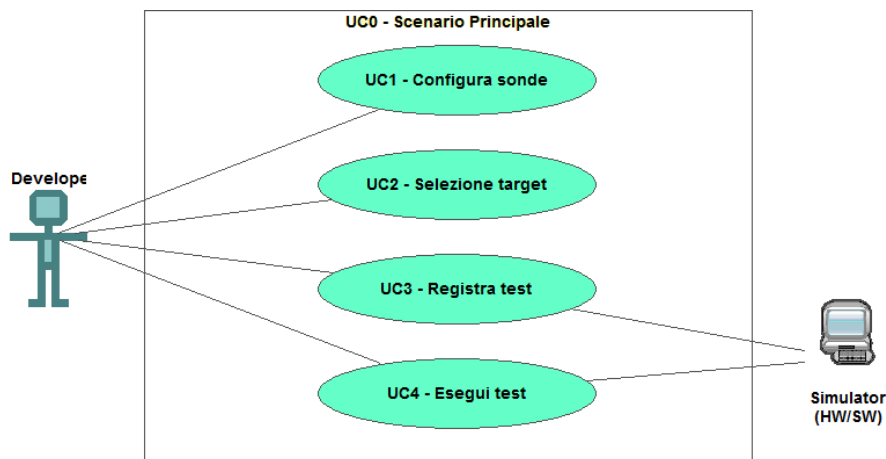 UC0 - Scenario Principale
UC1 - Configura sonde
Develope
UC2 - Selezione target
UC3 - Registra test
UC4 - Esegui test
Simulator
(HW/SW)